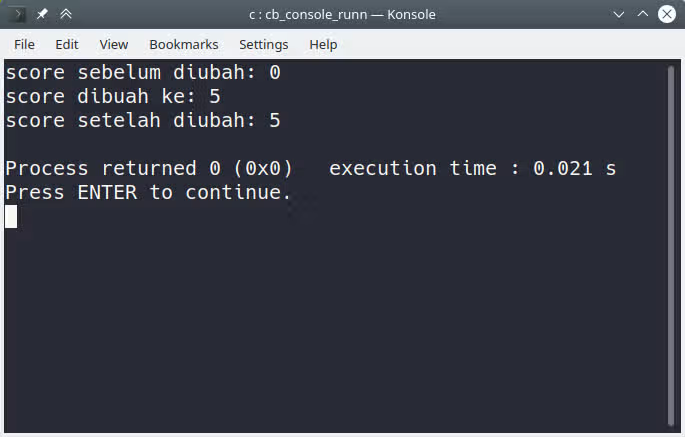 c : cb_console_runn — Konsole
File Edit View Bookmarks Settings Help
score sebelum diubah: 0
score dibuah ke: 5
score setelah diubah: 5
Process returned 0 (0x0)   execution time : 0.021 s
Press ENTER to continue.